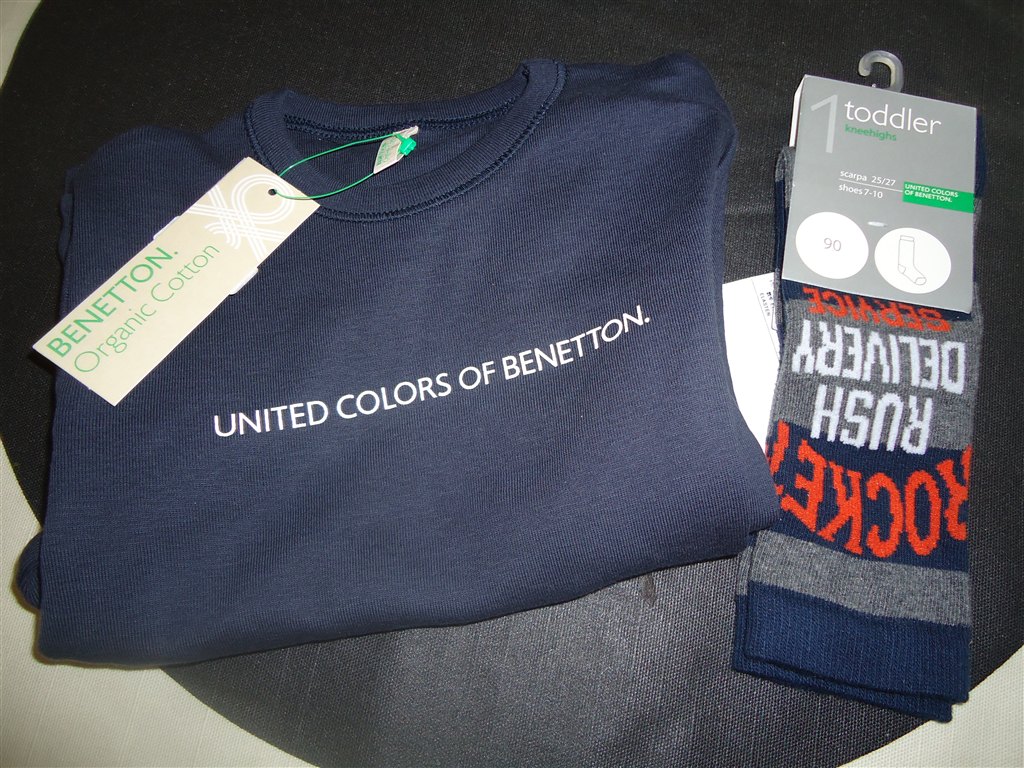 BENETTON.
Organic Cotton
UNITED COLORS OF BENETTON.
1 toddler
kneehighs
scarpa 25/27
shoes 7-10
UNITED COLORS
OF BENETTON.
90
SERVICE
DELIVERY
RUSH
ROCKET